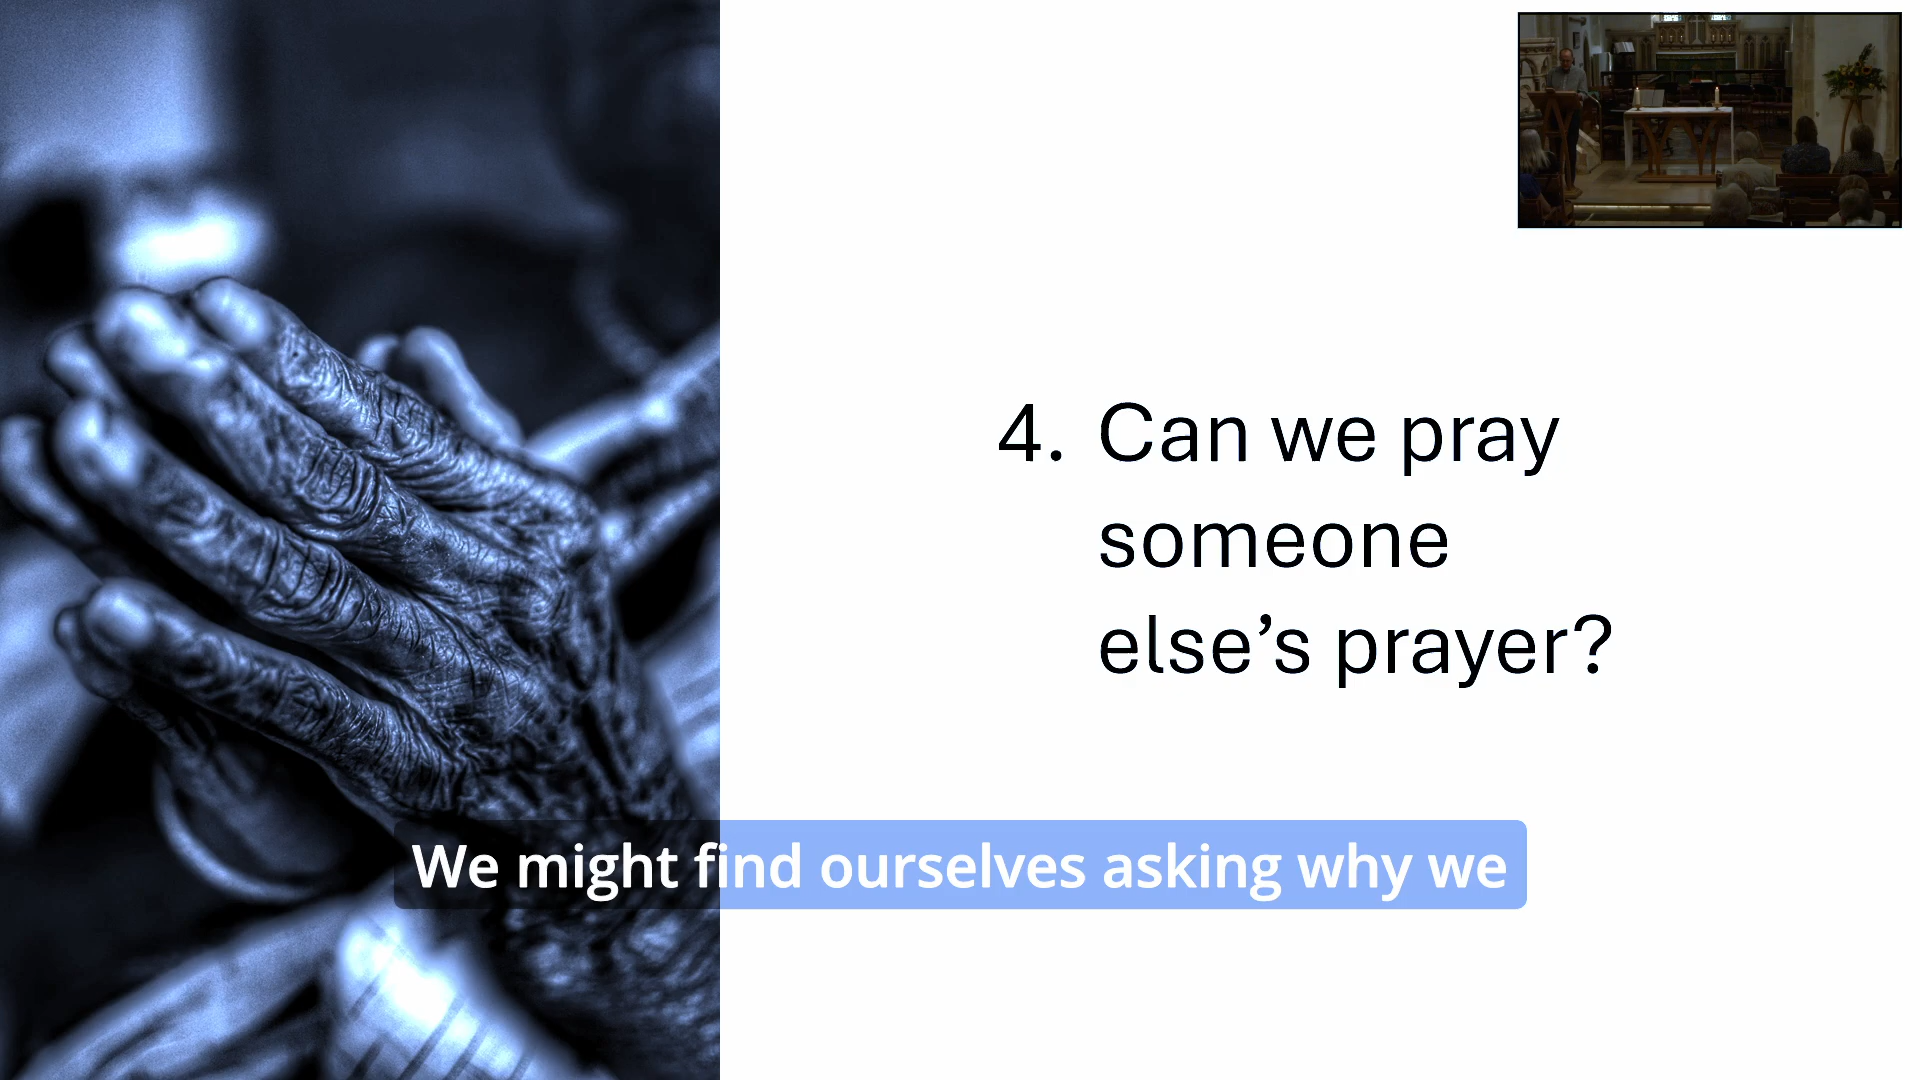 4. Can we pray
someone
else’s prayer?
We might find ourselves asking why we